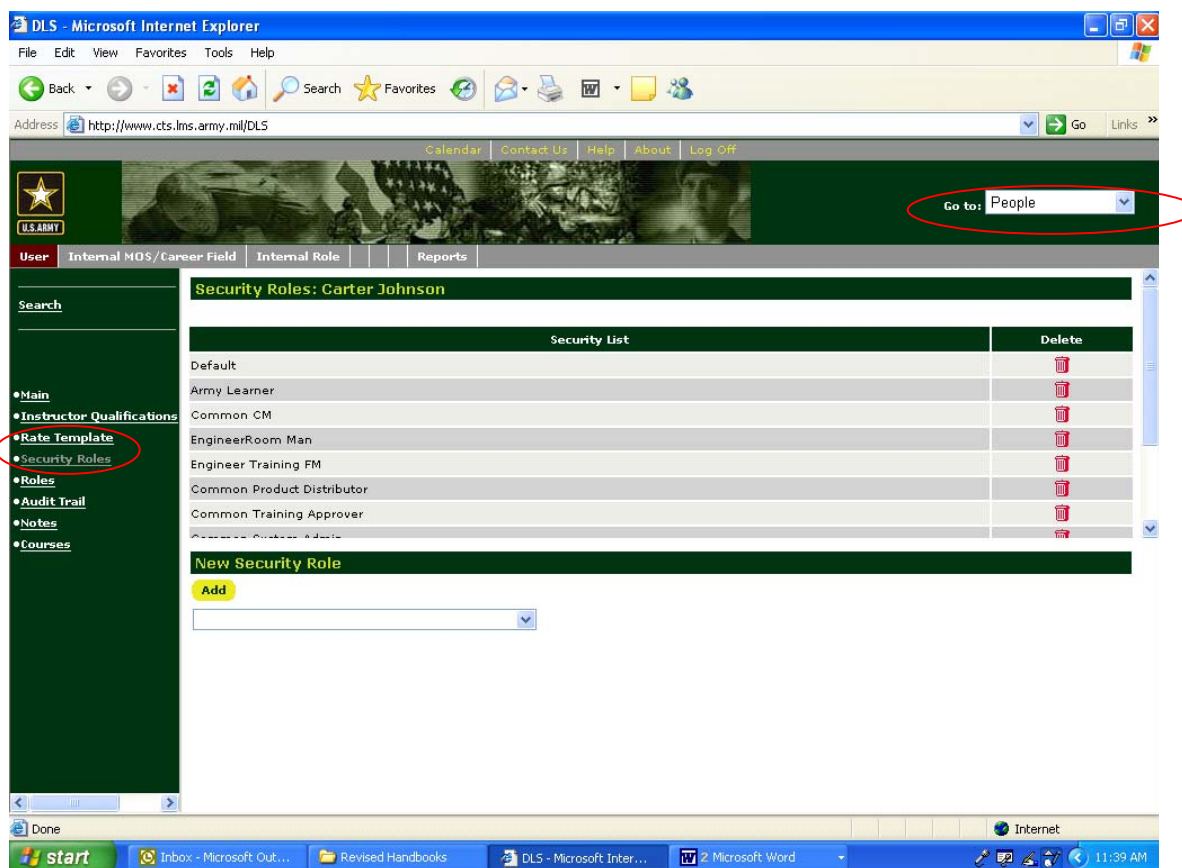 DLS - Microsoft Internet Explorer
File Edit View Favorites Tools Help
Back Search Favorites
Address http://www.cts.lms.army.mil/DLS Go Links »
Calendar Contact Us Help About Log Off
U.S.ARMY
Go to: People
User Internal MOS/Career Field Internal Role Reports
Search
Security Roles: Carter Johnson
Security List Delete
Default
Army Learner
Common CM
EngineerRoom Man
Engineer Training FM
Common Product Distributor
Common Training Approver
Common System Admin
•Main
•Instructor Qualifications
•Rate Template
•Security Roles
•Roles
•Audit Trail
•Notes
•Courses
New Security Role
Add
Done Internet
start Inbox - Microsoft Out... Revised Handbooks DLS - Microsoft Inter... 2 Microsoft Word 11:39 AM